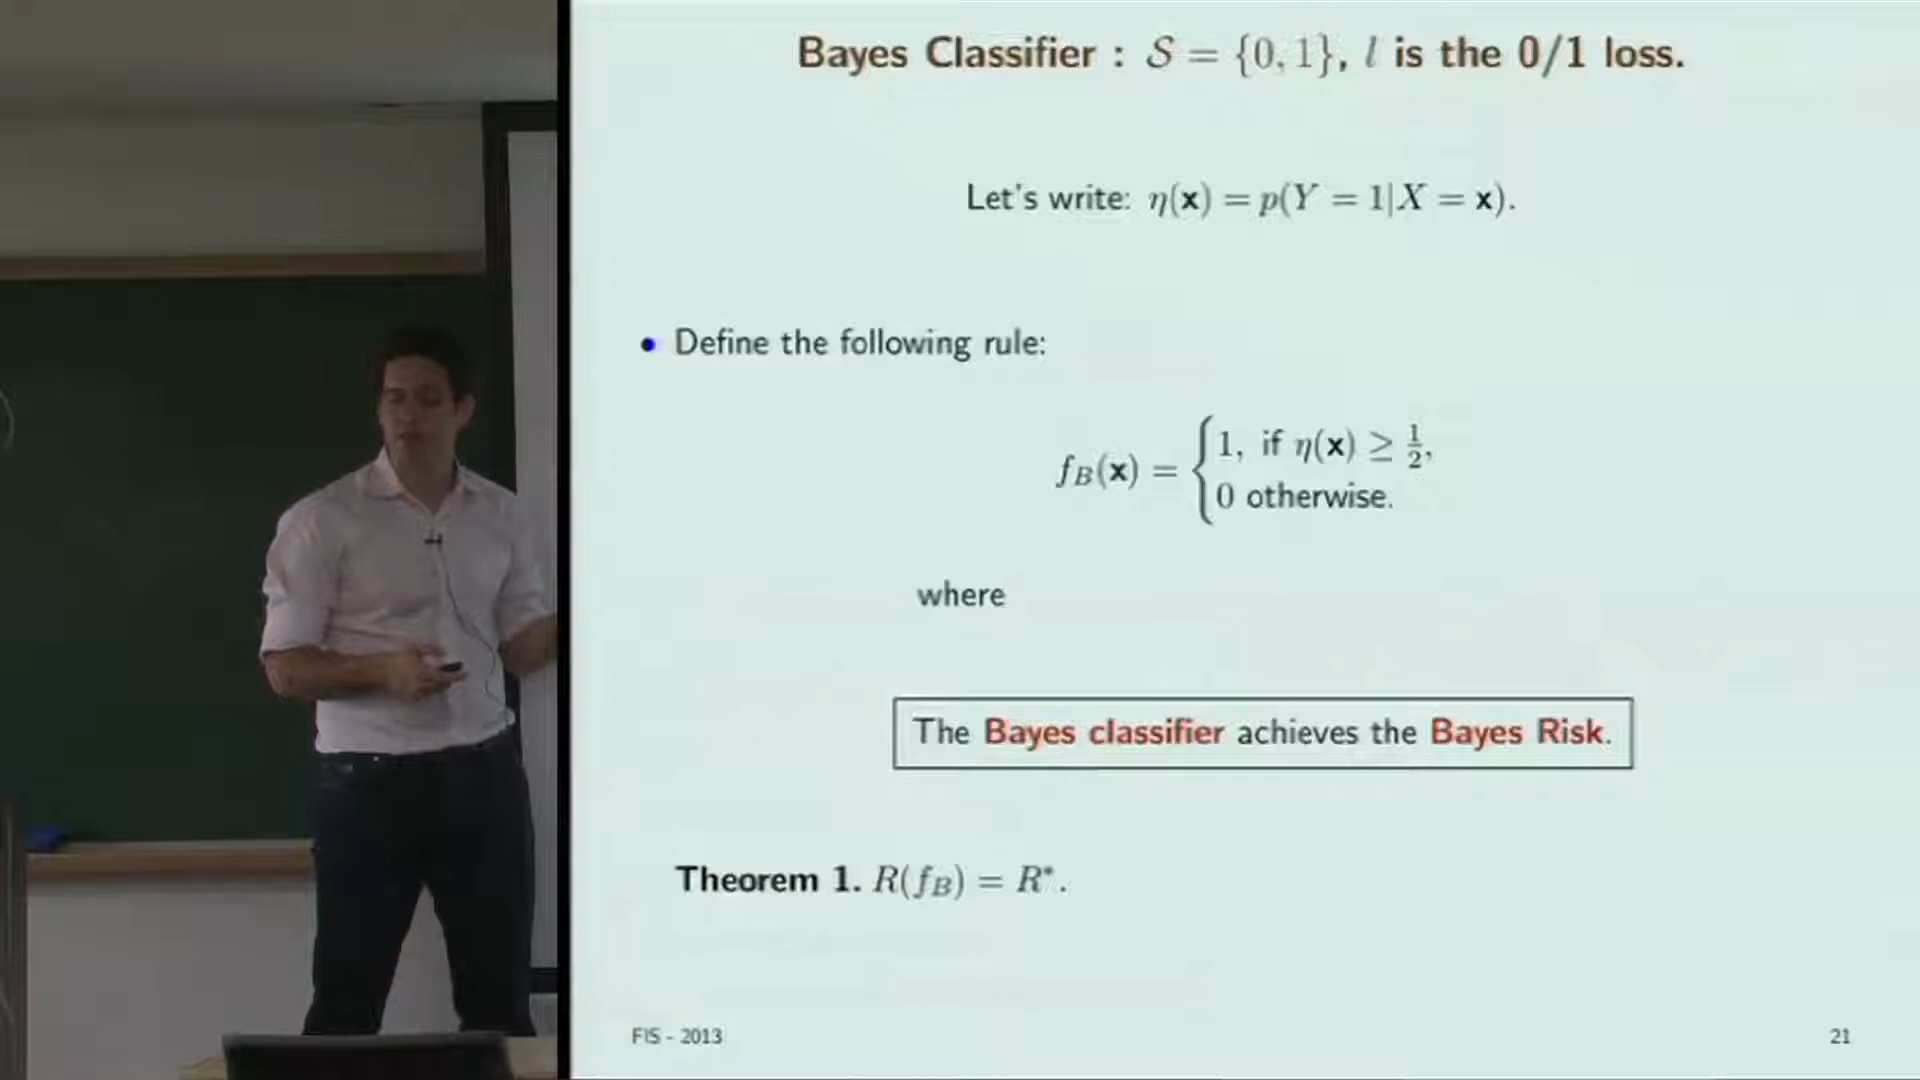 Bayes Classifier : 𝒮 = {0, 1}, l is the 0/1 loss.
Let's write: η(x) = p(Y = 1|X = x).
• Define the following rule:
f_B(x) = { 1, if η(x) ≥ 1/2,
0 otherwise.
where
The Bayes classifier achieves the Bayes Risk.
Theorem 1. R(f_B) = R*.
FIS - 2013
21